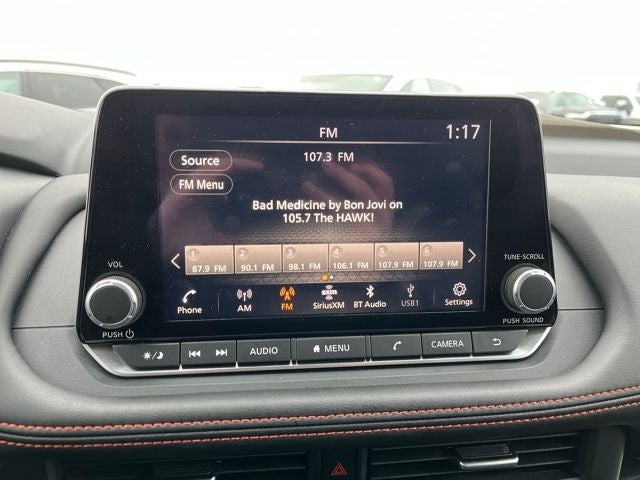 FM
1:17
Source
107.3 FM
FM Menu
Bad Medicine by Bon Jovi on
105.7 The HAWK!
1 2 3 4 5 6
87.9 FM 90.1 FM 98.1 FM 106.1 FM 107.9 FM 107.9 FM
VOL
TUNE·SCROLL
sxm
Phone AM FM SiriusXM BT Audio USB1 Settings
PUSH
PUSH SOUND
AUDIO MENU CAMERA